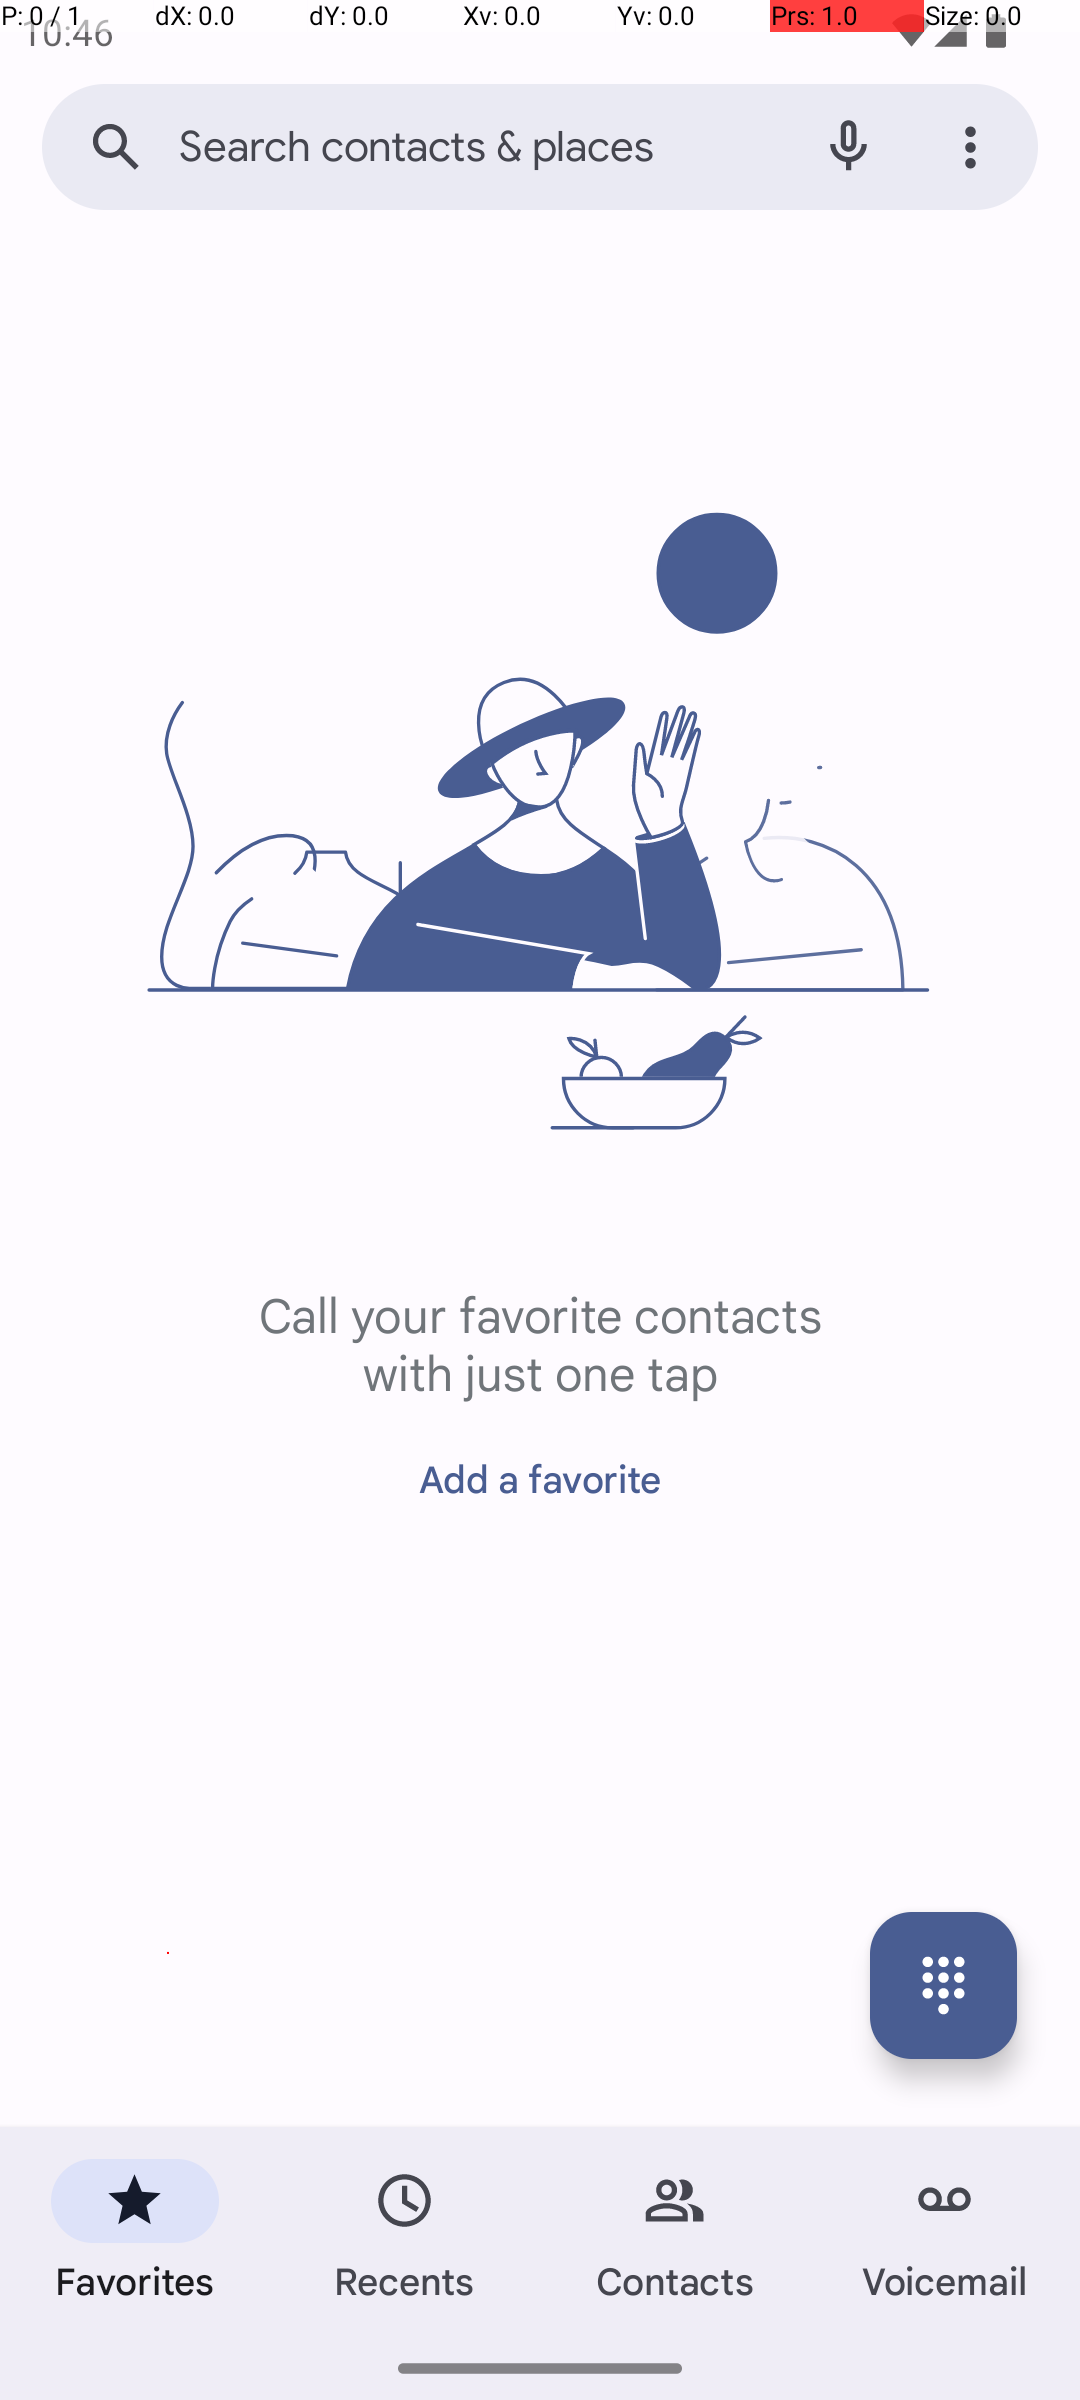 P: 0 / 1 dX: 0.0 dY: 0.0 Xv: 0.0 Yv: 0.0 Prs: 1.0 Size: 0.0
10:46
Search contacts & places
Call your favorite contacts
with just one tap
Add a favorite
Favorites Recents Contacts Voicemail